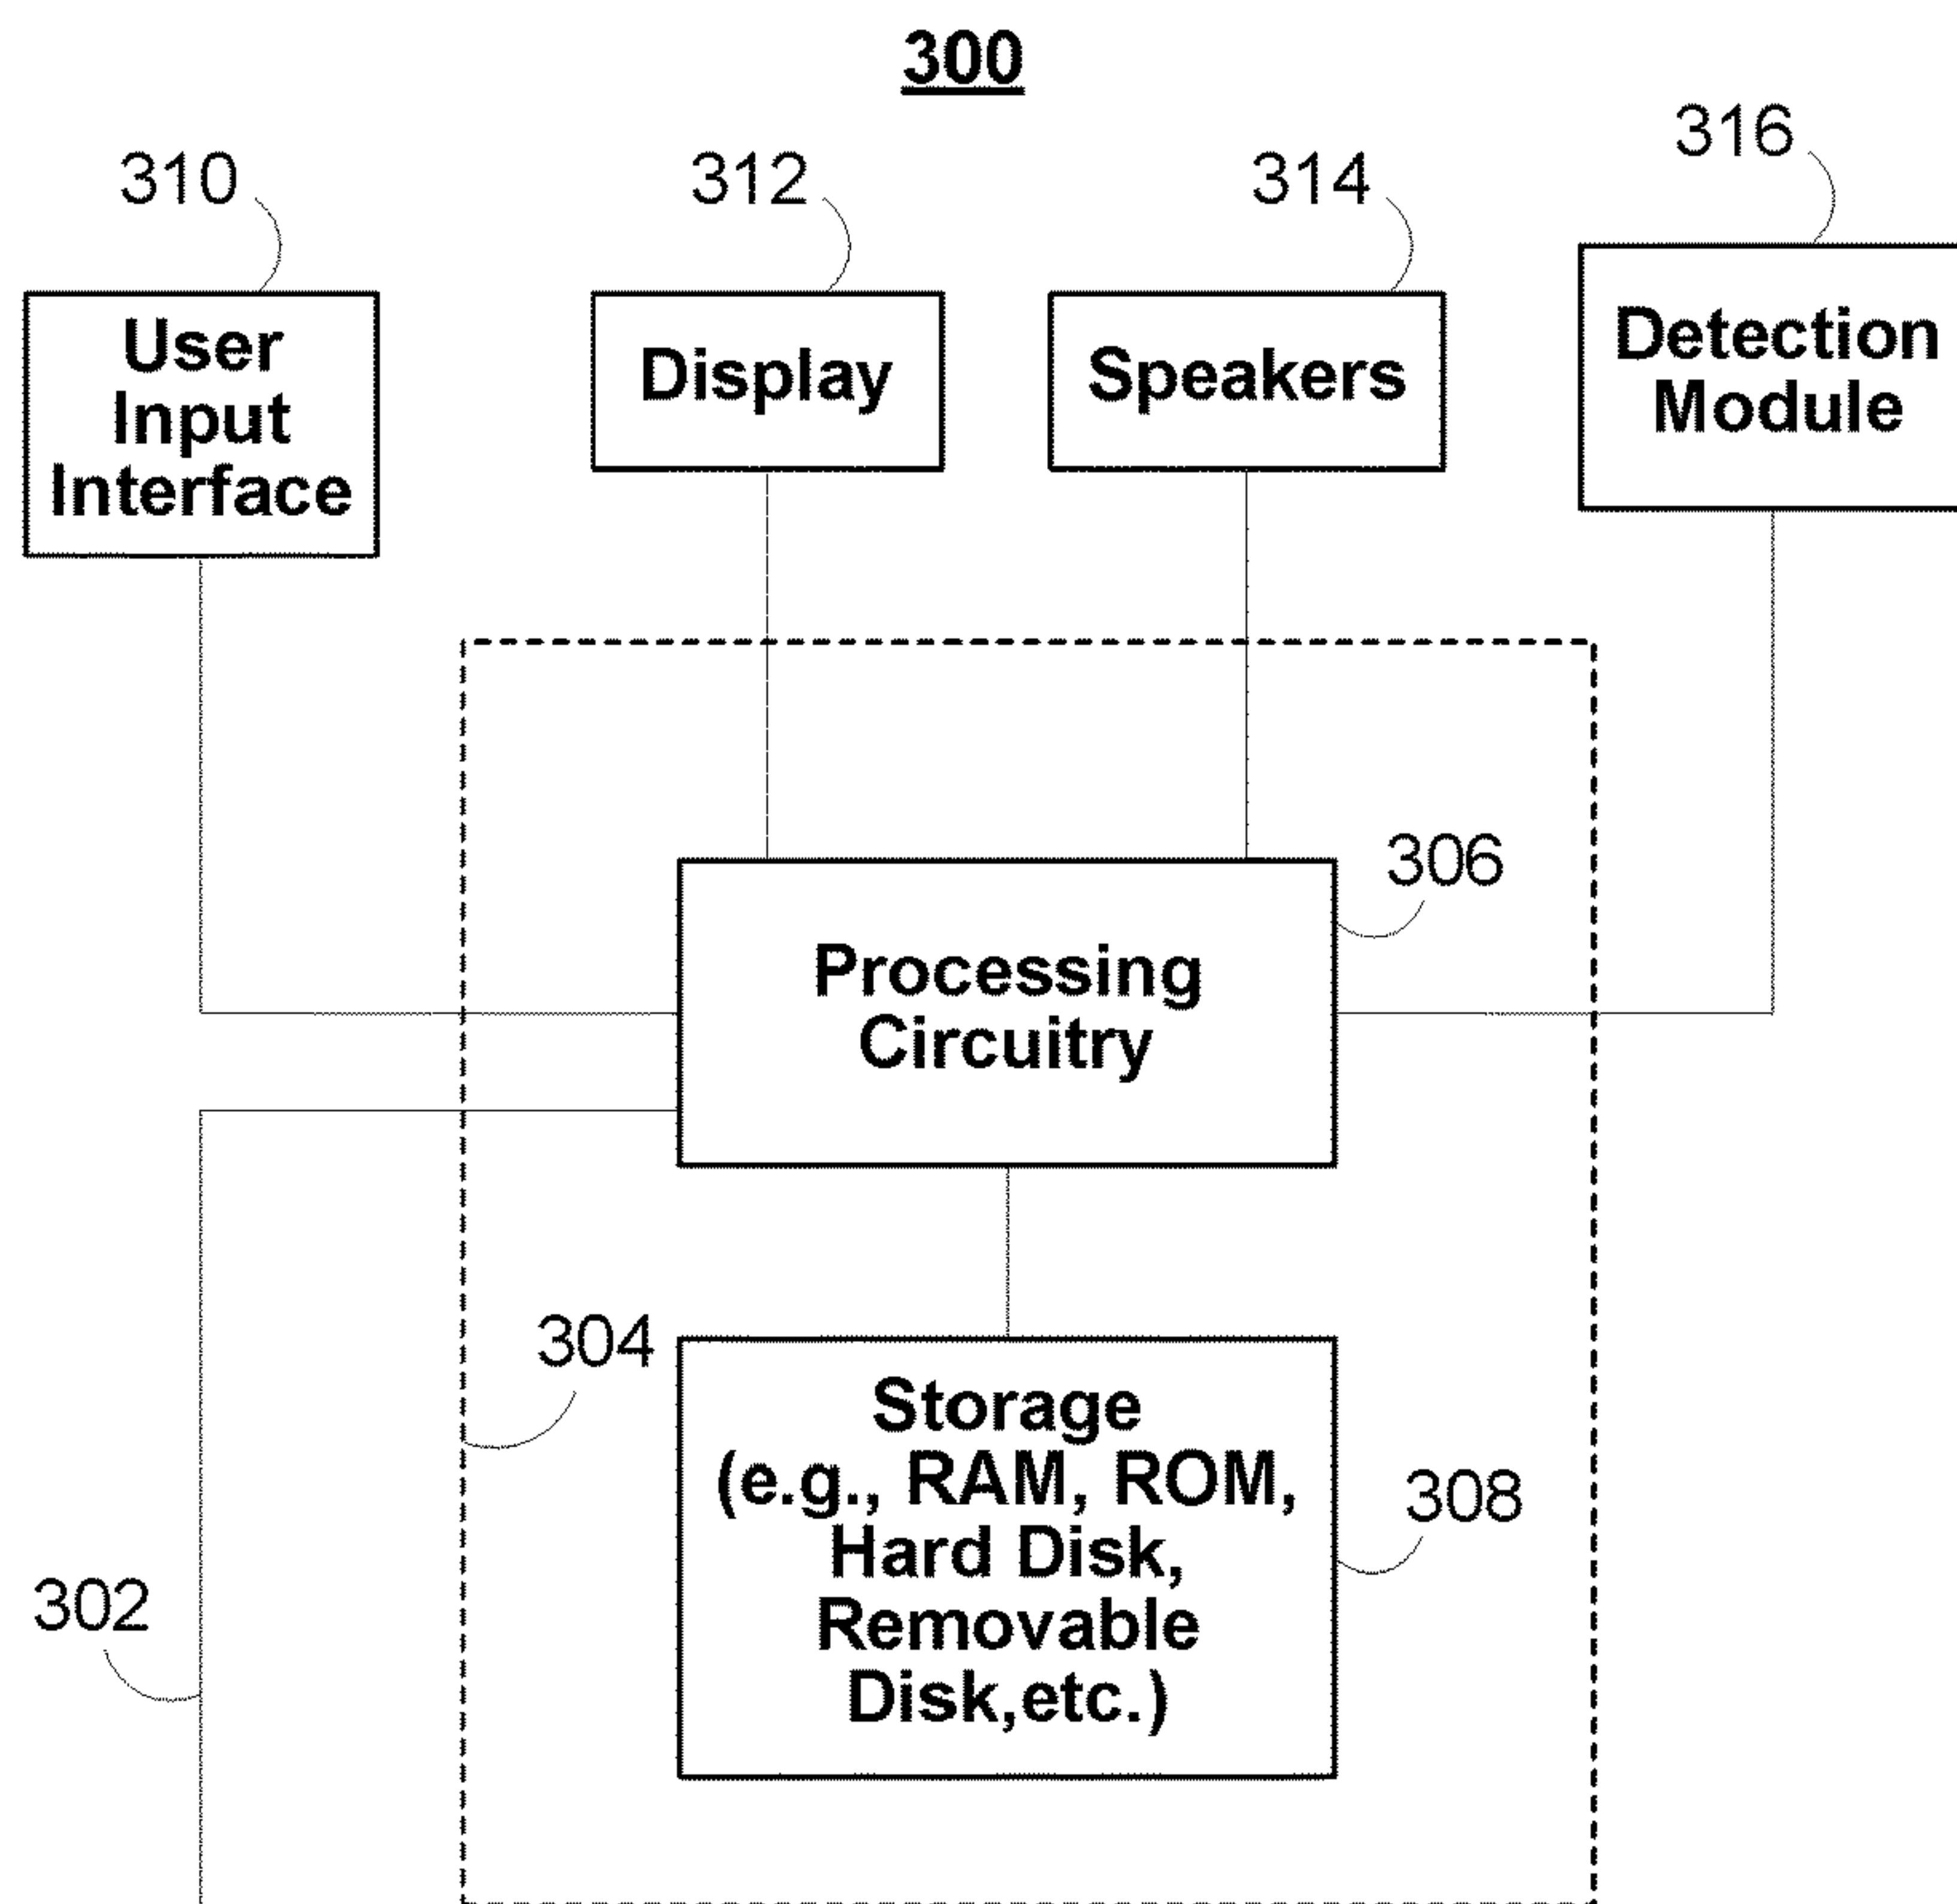 300
310
312
314
316
User
Input
Interface
Display
Speakers
Detection
Module
306
Processing
Circuitry
304
Storage
(e.g., RAM, ROM,
Hard Disk,
Removable
Disk,etc.)
308
302